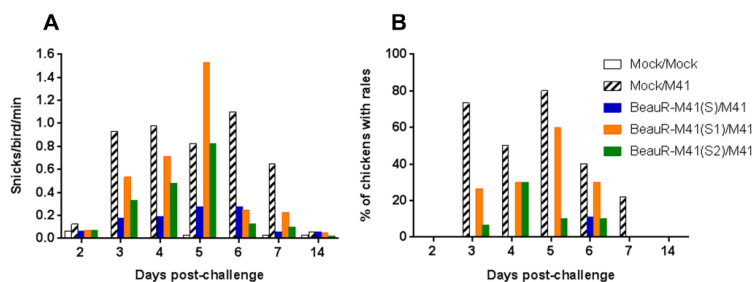 A
B
1.6
1.4
1.2
1.0
0.8
0.6
0.4
0.2
0.0
Snicks/bird/min
2 3 4 5 6 7 14
Days post-challenge
100
80
60
40
20
0
% of chickens with rales
2 3 4 5 6 7 14
Days post-challenge
Mock/Mock
Mock/M41
BeauR-M41(S)/M41
BeauR-M41(S1)/M41
BeauR-M41(S2)/M41